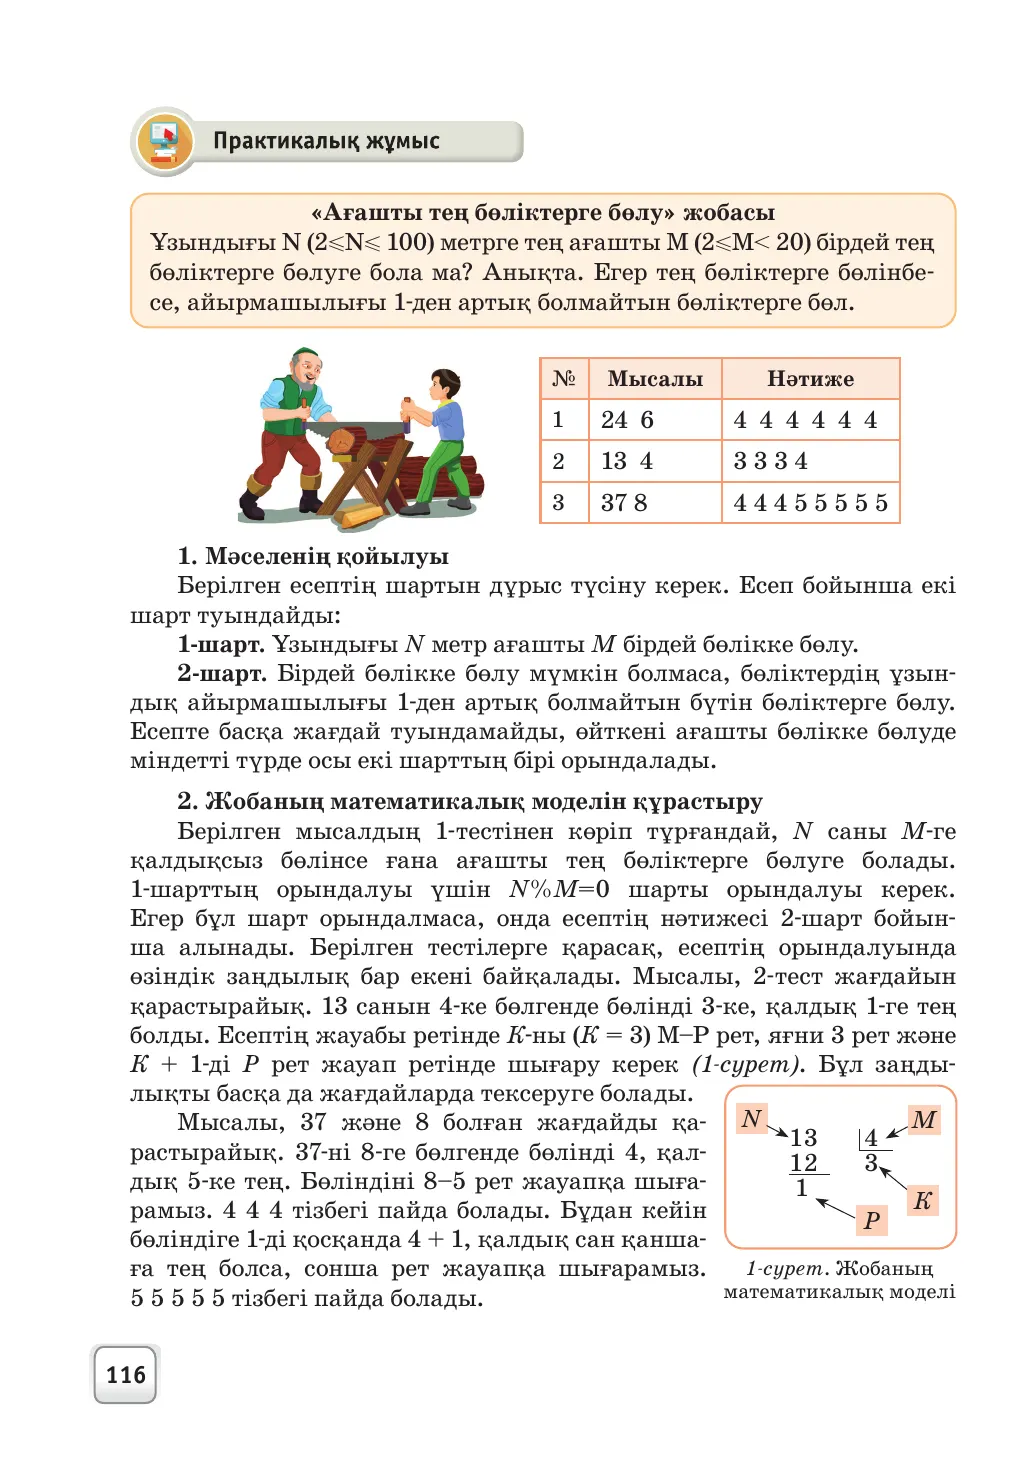 Практикалық жұмыс
«Ағашты тең бөліктерге бөлу» жобасы
Ұзындығы N (2⩽N⩽ 100) метрге тең ағашты M (2⩽M< 20) бірдей тең
бөліктерге бөлуге бола ма? Анықта. Егер тең бөліктерге бөлінбе-
се, айырмашылығы 1-ден артық болмайтын бөліктерге бөл.
№ Мысалы Нәтиже
1 24 6 4 4 4 4 4 4
2 13 4 3 3 3 4
3 37 8 4 4 4 5 5 5 5 5
1. Мәселенің қойылуы
Берілген есептің шартын дұрыс түсіну керек. Есеп бойынша екі
шарт туындайды:
1-шарт. Ұзындығы N метр ағашты M бірдей бөлікке бөлу.
2-шарт. Бірдей бөлікке бөлу мүмкін болмаса, бөліктердің ұзын-
дық айырмашылығы 1-ден артық болмайтын бүтін бөліктерге бөлу.
Есепте басқа жағдай туындамайды, өйткені ағашты бөлікке бөлуде
міндетті түрде осы екі шарттың бірі орындалады.
2. Жобаның математикалық моделін құрастыру
Берілген мысалдың 1-тестінен көріп тұрғандай, N саны M-ге
қалдықсыз бөлінсе ғана ағашты тең бөліктерге бөлуге болады.
1-шарттың орындалуы үшін N%M=0 шарты орындалуы керек.
Егер бұл шарт орындалмаса, онда есептің нәтижесі 2-шарт бойын-
ша алынады. Берілген тестілерге қарасақ, есептің орындалуында
өзіндік заңдылық бар екені байқалады. Мысалы, 2-тест жағдайын
қарастырайық. 13 санын 4-ке бөлгенде бөлінді 3-ке, қалдық 1-ге тең
болды. Есептің жауабы ретінде К-ны (К = 3) М–Р рет, яғни 3 рет және
К + 1-ді Р рет жауап ретінде шығару керек (1-сурет). Бұл заңды-
лықты басқа да жағдайларда тексеруге болады.
Мысалы, 37 және 8 болған жағдайды қа-
растырайық. 37-ні 8-ге бөлгенде бөлінді 4, қал-
дық 5-ке тең. Бөліндіні 8–5 рет жауапқа шыға-
рамыз. 4 4 4 тізбегі пайда болады. Бұдан кейін
бөліндіге 1-ді қосқанда 4 + 1, қалдық сан қанша-
ға тең болса, сонша рет жауапқа шығарамыз.
5 5 5 5 5 тізбегі пайда болады.
N M
13 4
12 3
1 К
Р
1-сурет. Жобаның
математикалық моделі
116